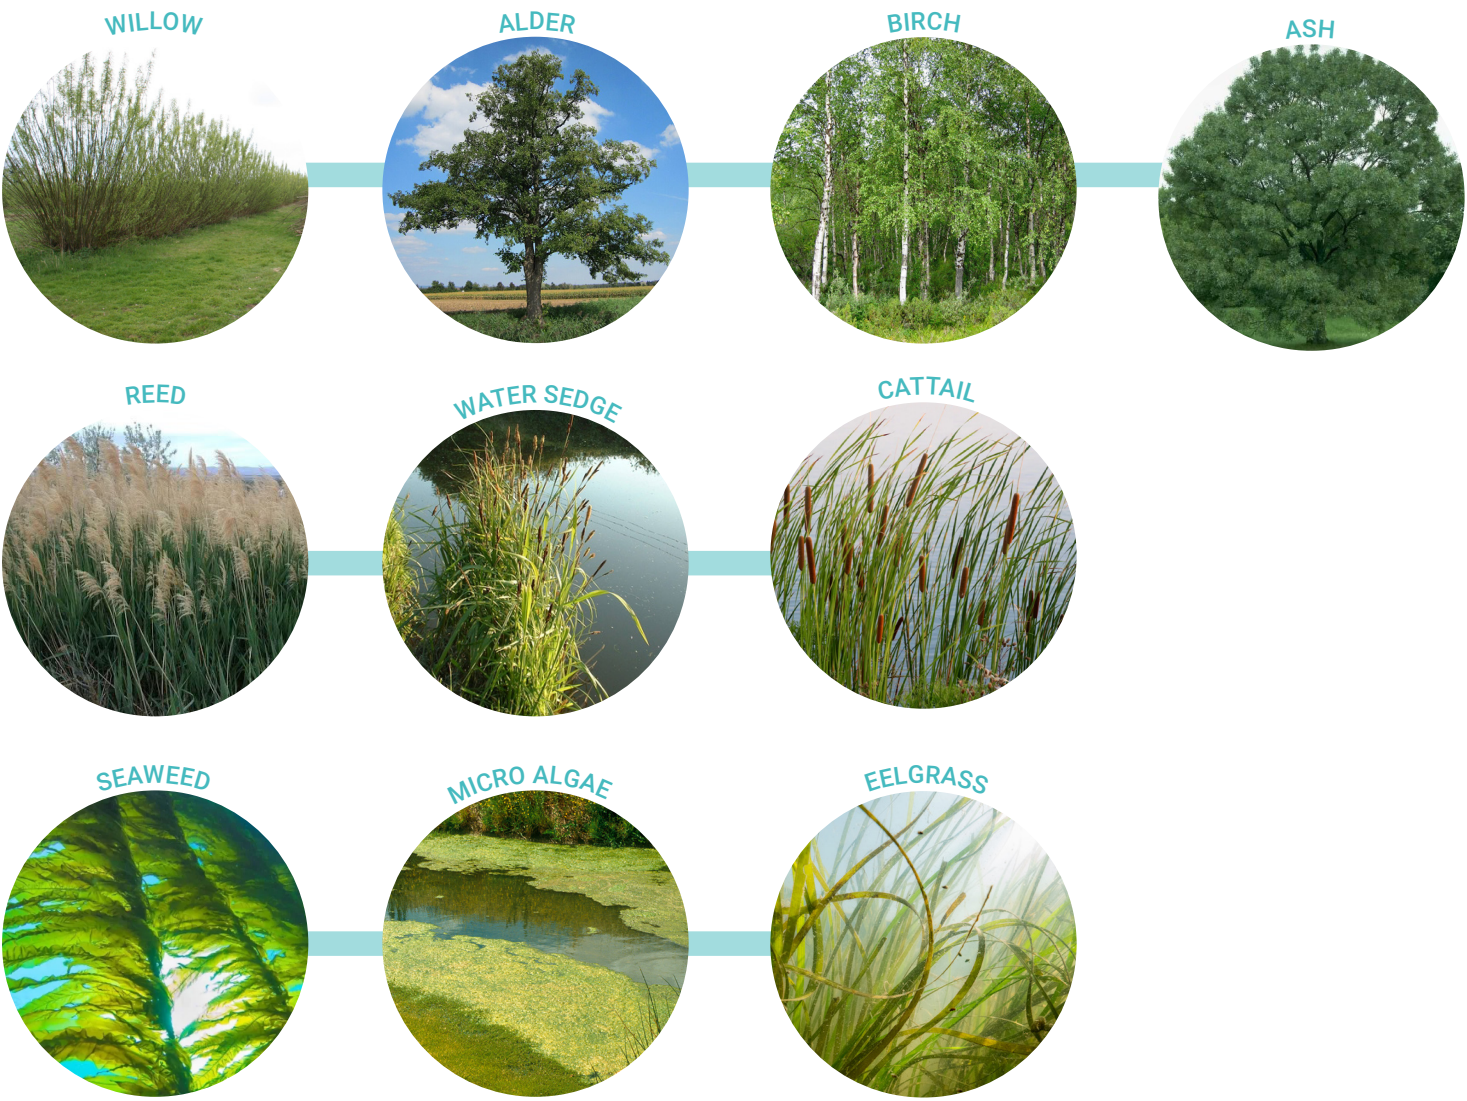 WILLOW
ALDER
BIRCH
ASH
REED
WATER SEDGE
CATTAIL
SEAWEED
MICRO ALGAE
EELGRASS